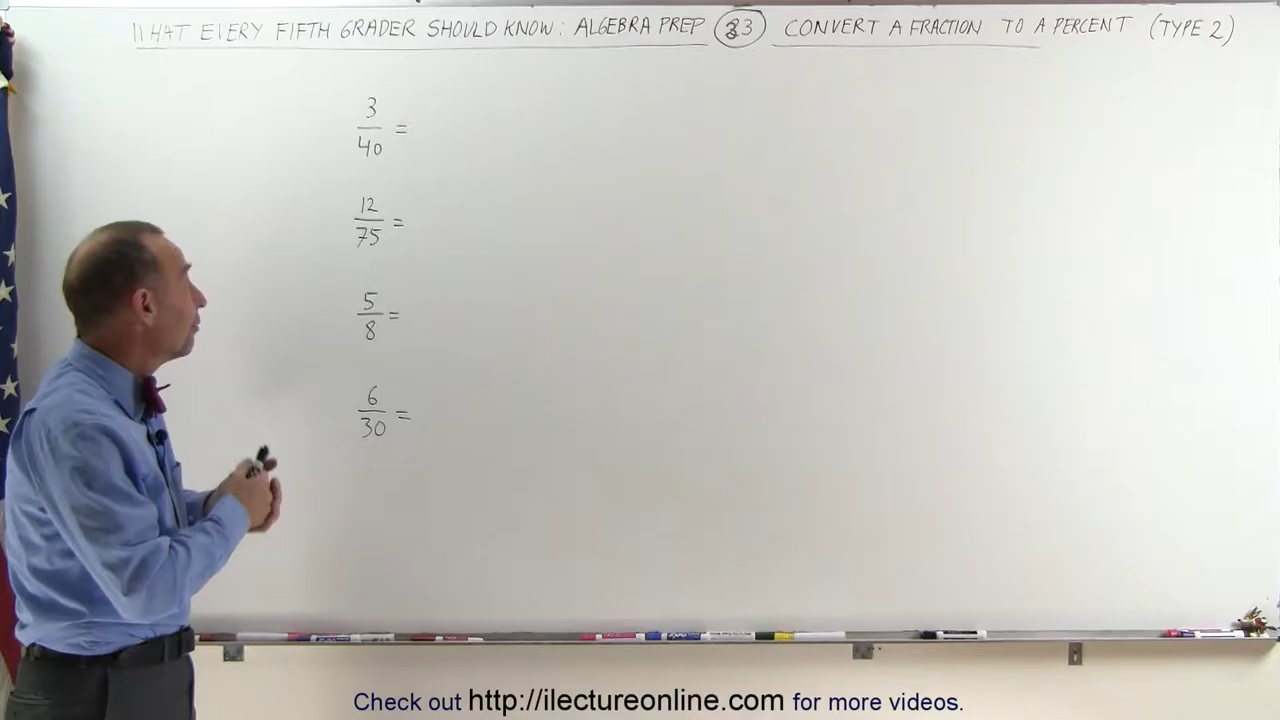 WHAT EVERY FIFTH GRADER SHOULD KNOW: ALGEBRA PREP 33 CONVERT A FRACTION TO A PERCENT (TYPE 2)
3/40 =
12/75 =
5/8 =
6/30 =
Check out http://ilectureonline.com for more videos.